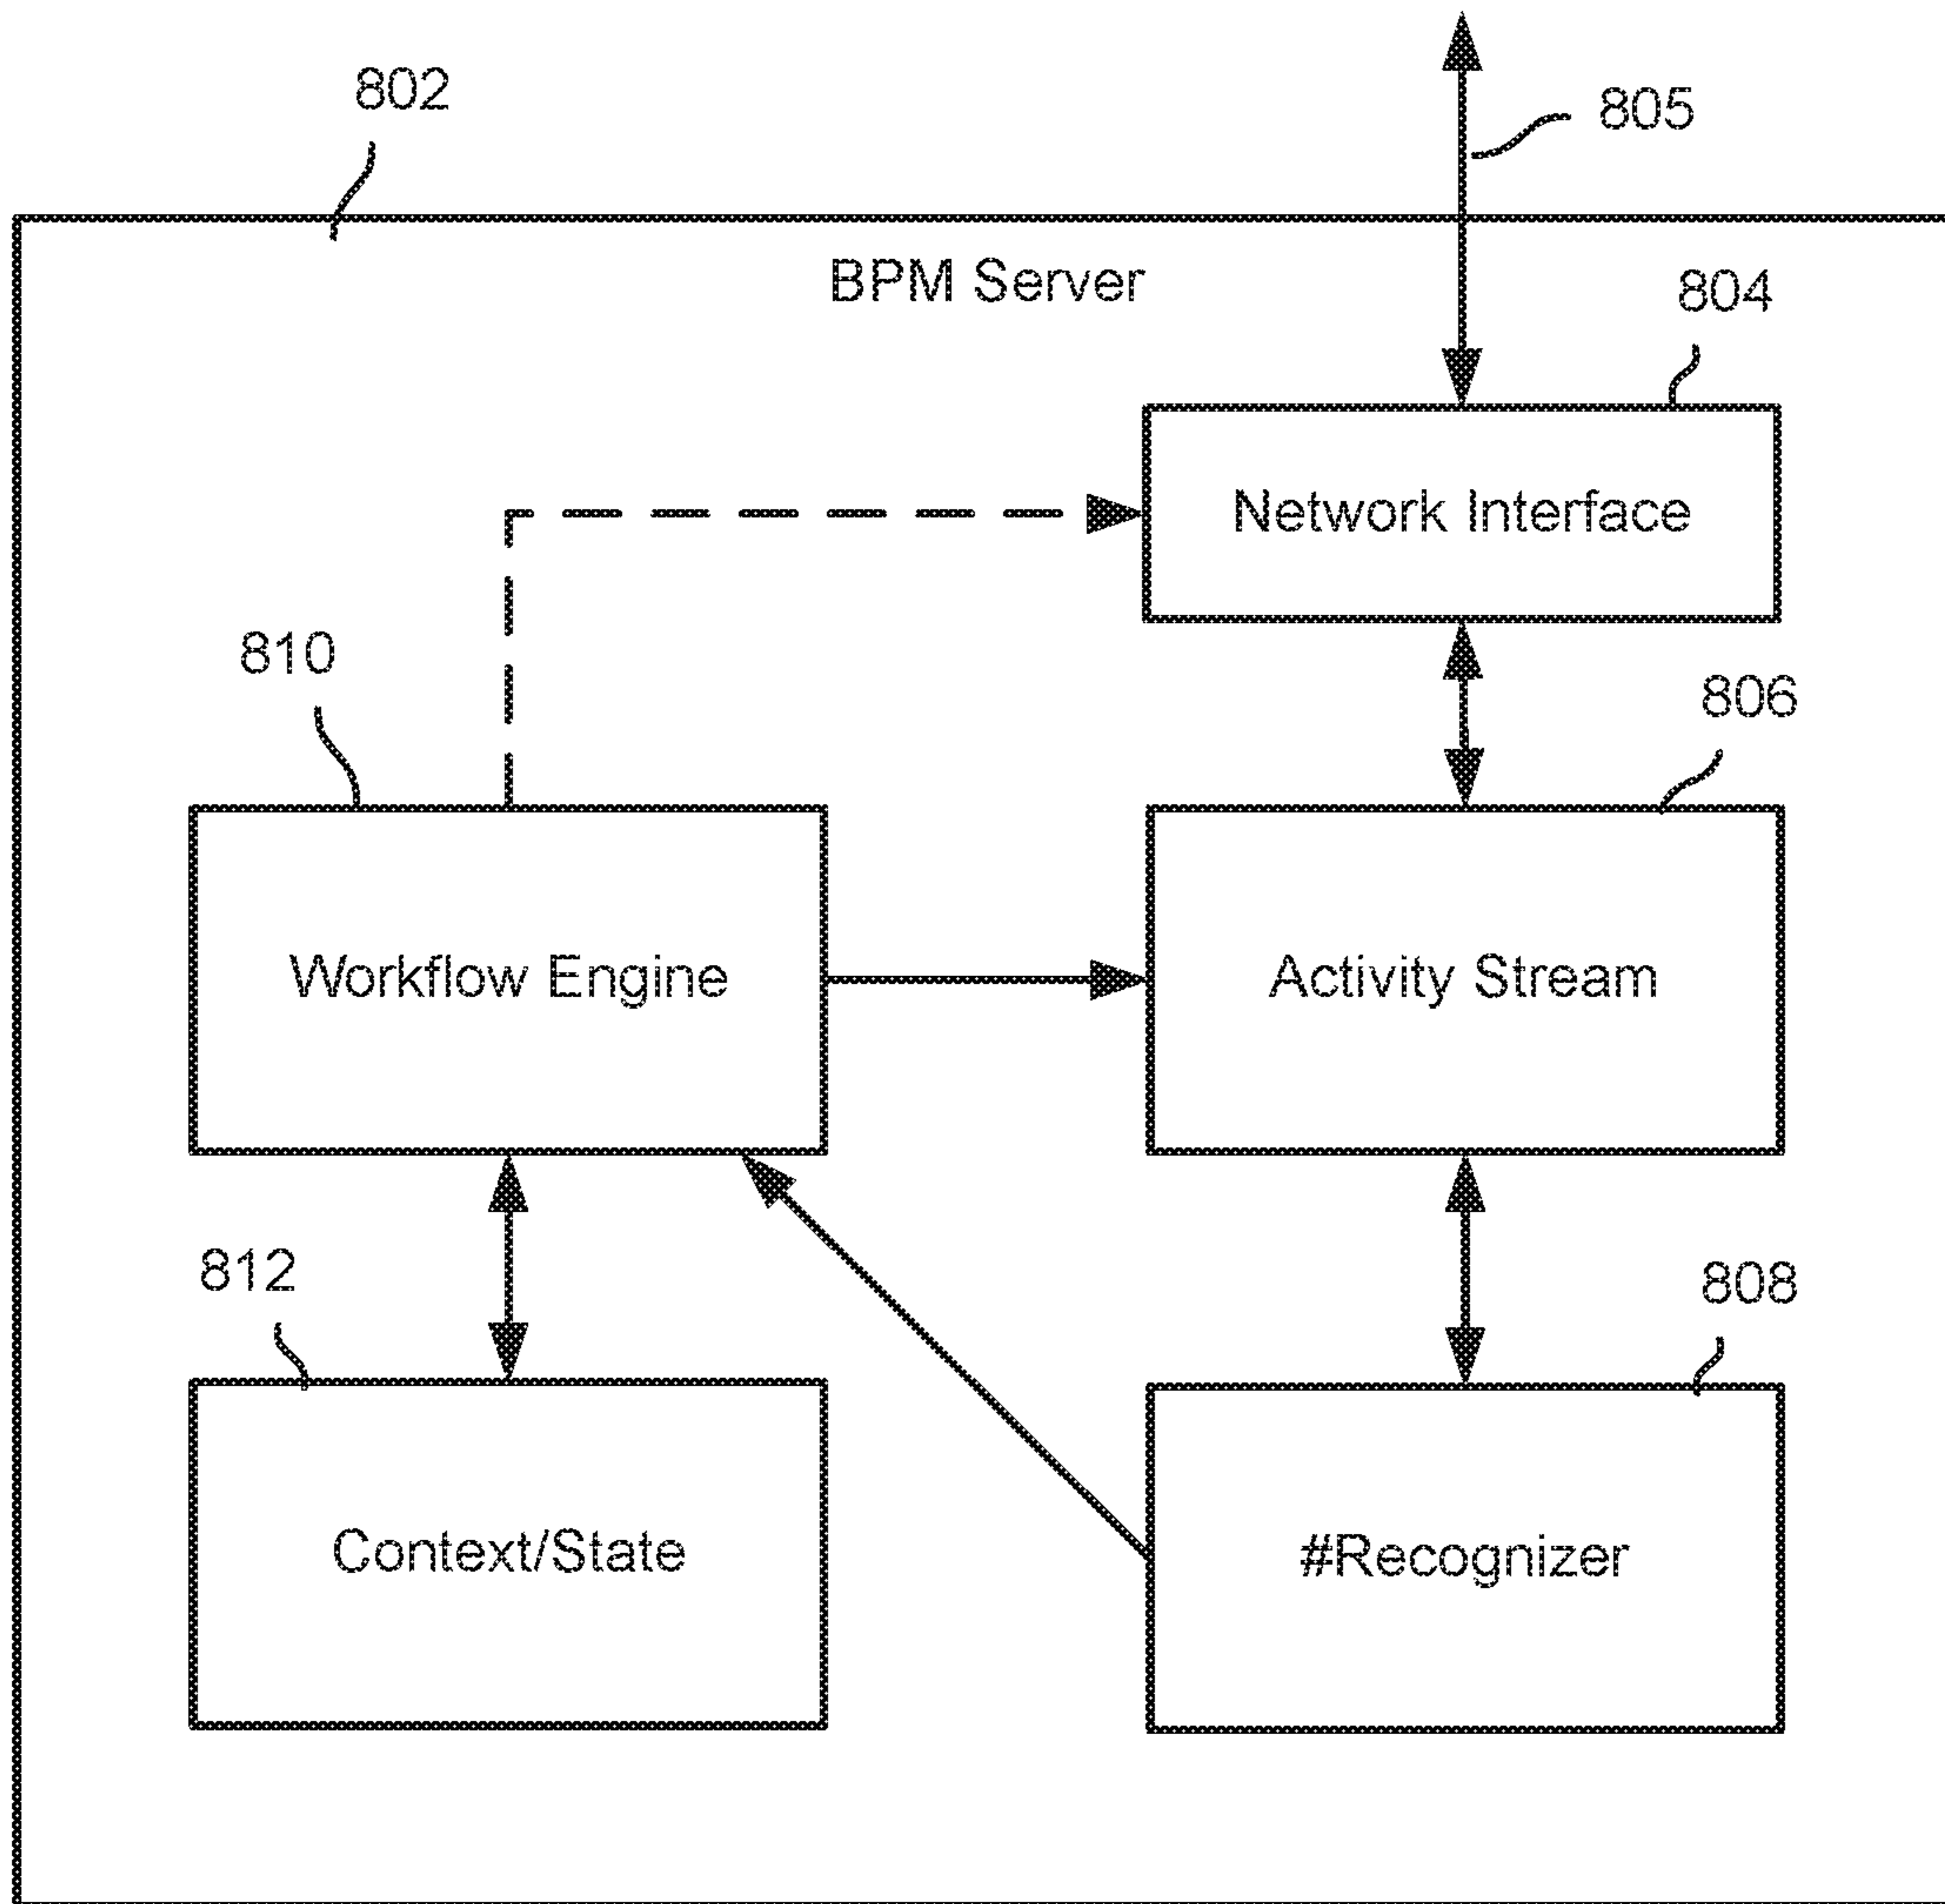 802
805
BPM Server
804
Network Interface
810
806
Workflow Engine
Activity Stream
812
808
Context/State
#Recognizer